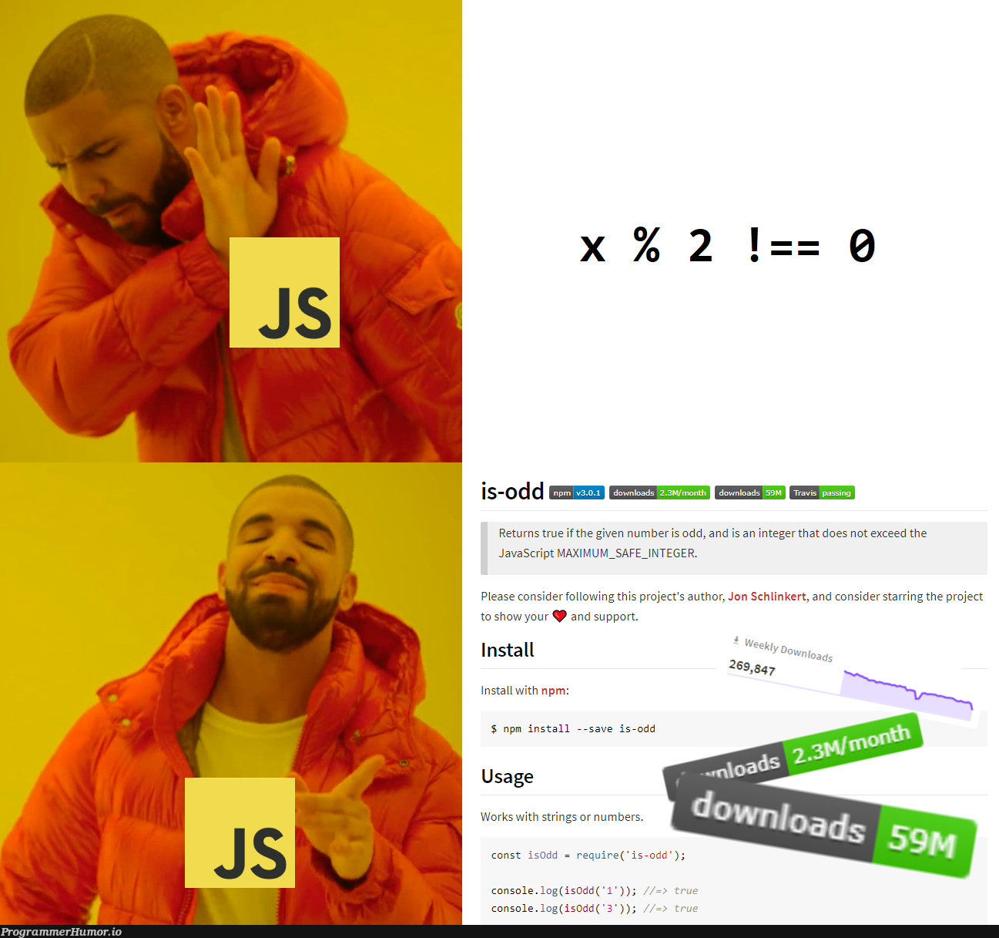 JS
x % 2 !== 0
JS
is-odd npm v3.0.1 downloads 2.3M/month downloads 59M Travis passing
Returns true if the given number is odd, and is an integer that does not exceed the
JavaScript MAXIMUM_SAFE_INTEGER.
Please consider following this project's author, Jon Schlinkert, and consider starring the project
to show your ❤️ and support.
Install
Weekly Downloads
269,847
Install with npm:
$ npm install --save is-odd
downloads 2.3M/month
Usage
downloads 59M
Works with strings or numbers.
const isOdd = require('is-odd');
console.log(isOdd('1')); //=> true
console.log(isOdd('3')); //=> true
ProgrammerHumor.io